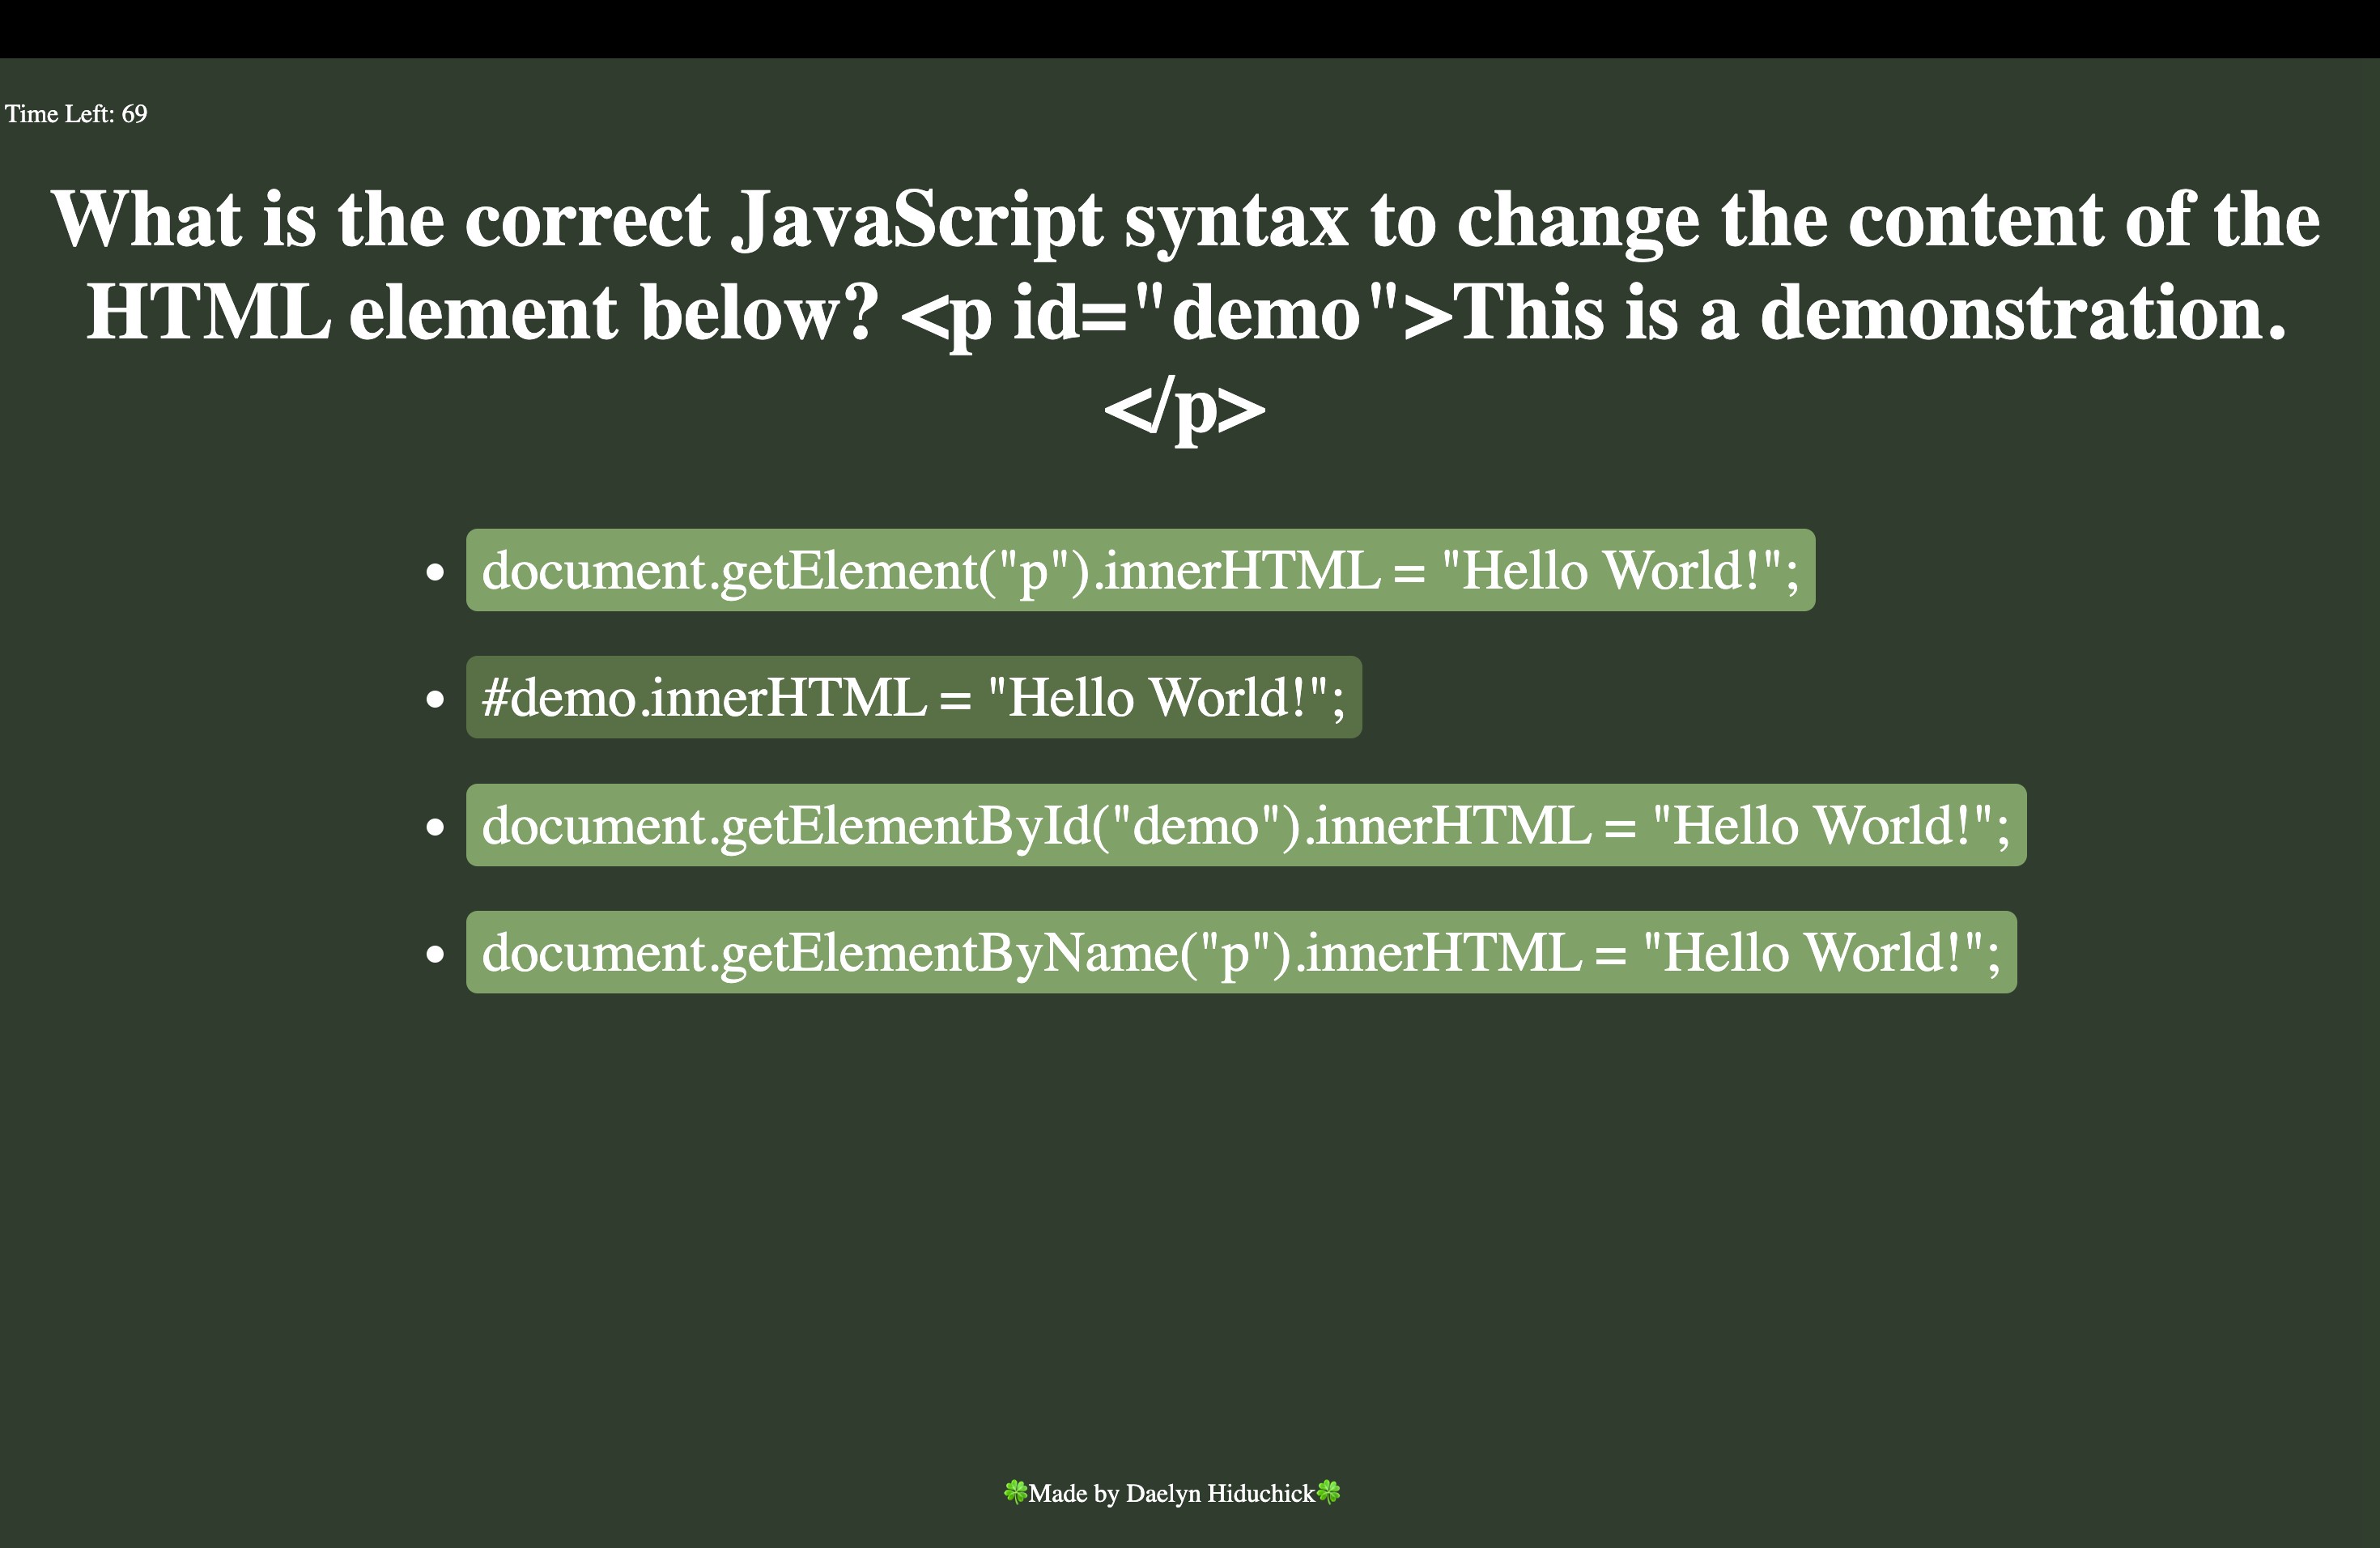 Time Left: 69
What is the correct JavaScript syntax to change the content of the
HTML element below? <p id="demo">This is a demonstration.
</p>
• document.getElement("p").innerHTML = "Hello World!";
• #demo.innerHTML = "Hello World!";
• document.getElementById("demo").innerHTML = "Hello World!";
• document.getElementByName("p").innerHTML = "Hello World!";
🍀Made by Daelyn Hiduchick🍀